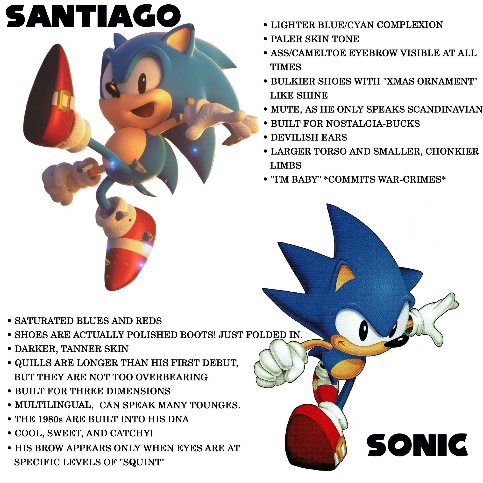 SANTIAGO
• LIGHTER BLUE/CYAN COMPLEXION
• PALER SKIN TONE
• ASS/CAMELTOE EYEBROW VISIBLE AT ALL
TIMES
• BULKIER SHOES WITH "XMAS ORNAMENT"
LIKE SHINE
• MUTE, AS HE ONLY SPEAKS SCANDINAVIAN
• BUILT FOR NOSTALGIA-BUCKS
• DEVILISH EARS
• LARGER TORSO AND SMALLER, CHONKIER
LIMBS
• "I'M BABY" *COMMITS WAR-CRIMES*
• SATURATED BLUES AND REDS
• SHOES ARE ACTUALLY POLISHED BOOTS! JUST FOLDED IN.
• DARKER, TANNER SKIN
• QUILLS ARE LONGER THAN HIS FIRST DEBUT,
BUT THEY ARE NOT TOO OVERBEARING
• BUILT FOR THREE DIMENSIONS
• MULTILINGUAL, CAN SPEAK MANY TOUNGES.
• THE 1980s ARE BUILT INTO HIS DNA
• COOL, SWEET, AND CATCHY!
• HIS BROW APPEARS ONLY WHEN EYES ARE AT
SPECIFIC LEVELS OF "SQUINT"
SONIC